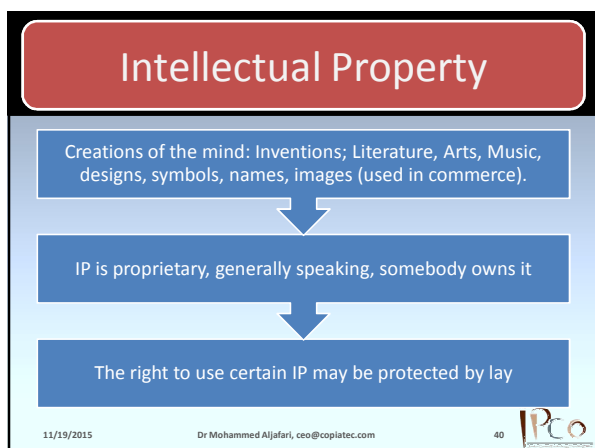 Intellectual Property
Creations of the mind: Inventions; Literature, Arts, Music,
designs, symbols, names, images (used in commerce).
IP is proprietary, generally speaking, somebody owns it
The right to use certain IP may be protected by lay
11/19/2015 Dr Mohammed Aljafari, ceo@copiatec.com 40
IPCO